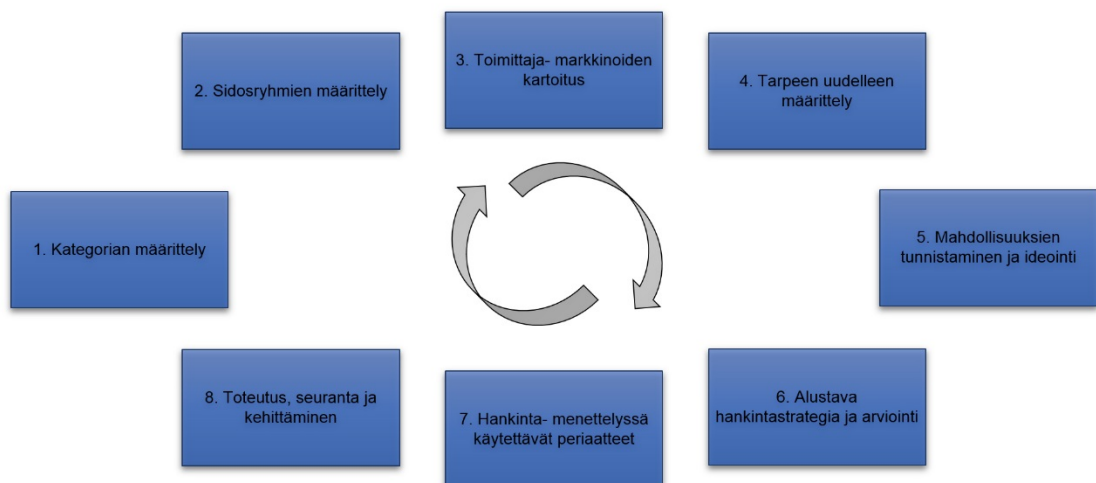 1. Kategorian määrittely
2. Sidosryhmien määrittely
3. Toimittaja- markkinoiden
kartoitus
4. Tarpeen uudelleen
määrittely
5. Mahdollisuuksien
tunnistaminen ja ideointi
6. Alustava
hankintastrategia ja arviointi
7. Hankinta- menettelyssä
käytettävät periaatteet
8. Toteutus, seuranta ja
kehittäminen